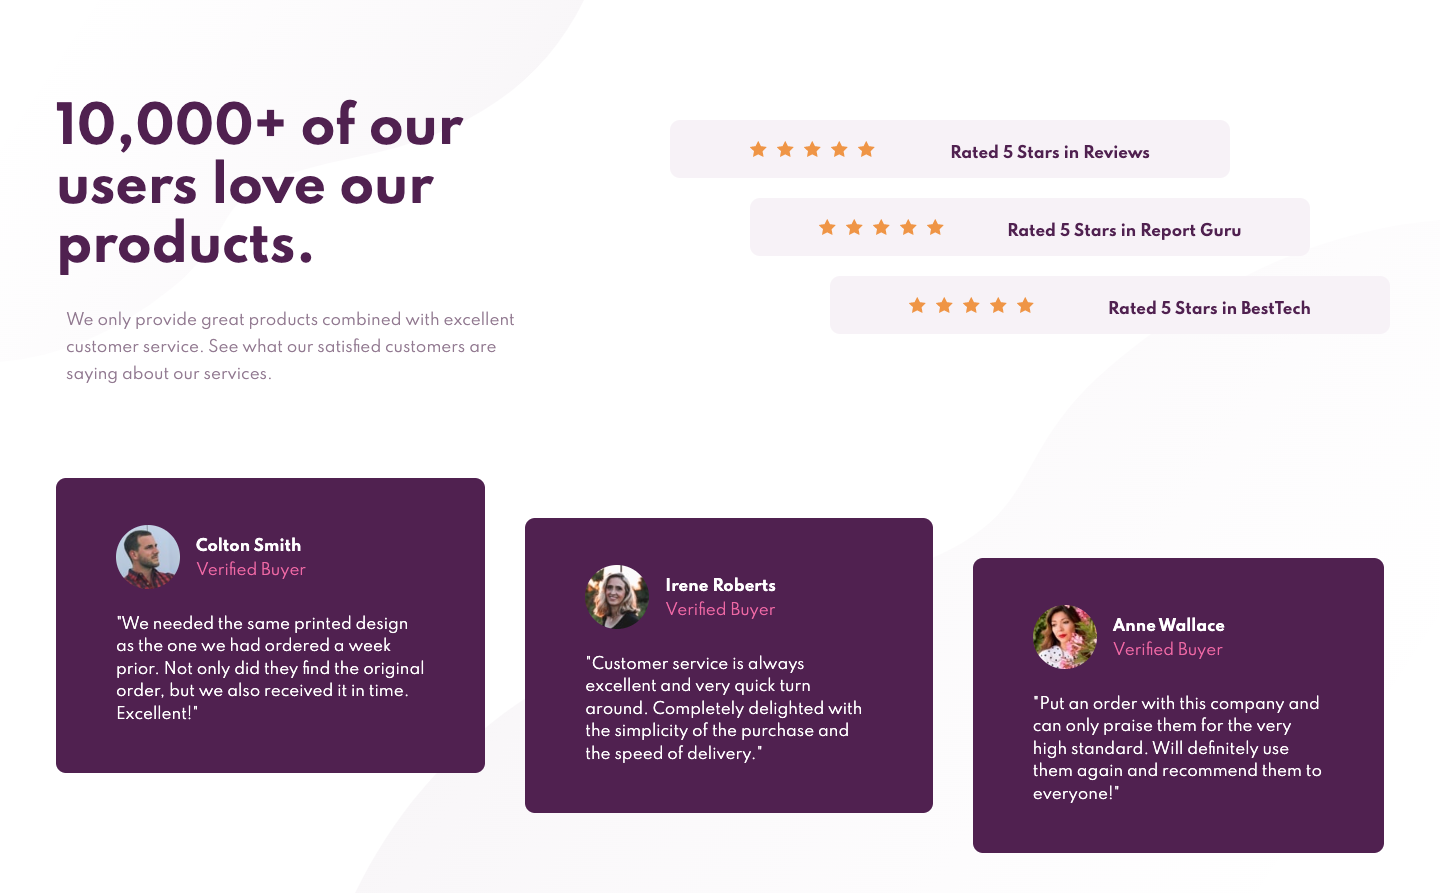 10,000+ of our
users love our
products.
We only provide great products combined with excellent
customer service. See what our satisfied customers are
saying about our services.
Rated 5 Stars in Reviews
Rated 5 Stars in Report Guru
Rated 5 Stars in BestTech
Colton Smith
Verified Buyer
"We needed the same printed design
as the one we had ordered a week
prior. Not only did they find the original
order, but we also received it in time.
Excellent!"
Irene Roberts
Verified Buyer
"Customer service is always
excellent and very quick turn
around. Completely delighted with
the simplicity of the purchase and
the speed of delivery."
Anne Wallace
Verified Buyer
"Put an order with this company and
can only praise them for the very
high standard. Will definitely use
them again and recommend them to
everyone!"